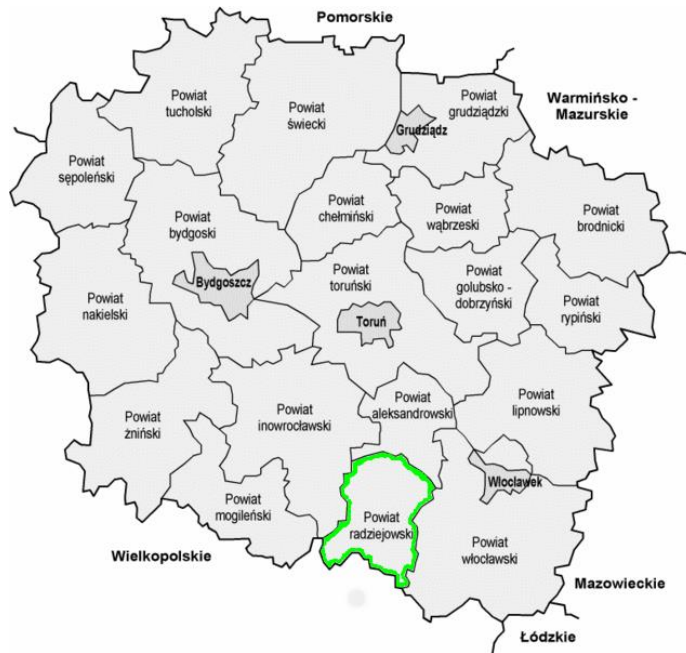 Pomorskie
Powiat
tucholski
Powiat
świecki
Powiat
grudziądzki
Warmińsko -
Mazurskie
Grudziądz
Powiat
sępoleński
Powiat
chełmiński
Powiat
wąbrzeski
Powiat
brodnicki
Powiat
bydgoski
Bydgoszcz
Powiat
toruński
Powiat
golubsko -
dobrzyński
Powiat
nakielski
Toruń
Powiat
rypiński
Powiat
żniński
Powiat
inowrocławski
Powiat
aleksandrowski
Powiat
lipnowski
Włocławek
Powiat
mogileński
Powiat
radziejowski
Powiat
włocławski
Wielkopolskie
Mazowieckie
Łódzkie